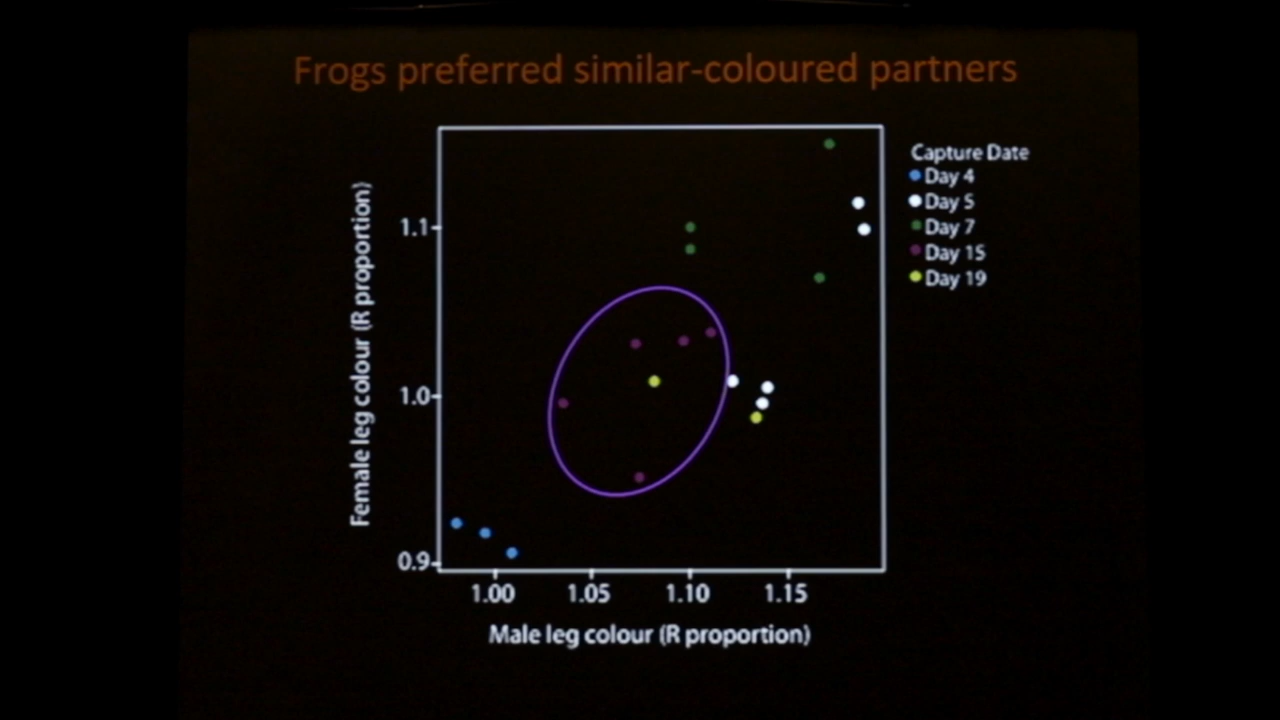 Frogs preferred similar-coloured partners
Capture Date
Day 4
Day 5
Day 7
Day 15
Day 19
Female leg colour (R proportion)
1.1
1.0
0.9
1.00 1.05 1.10 1.15
Male leg colour (R proportion)